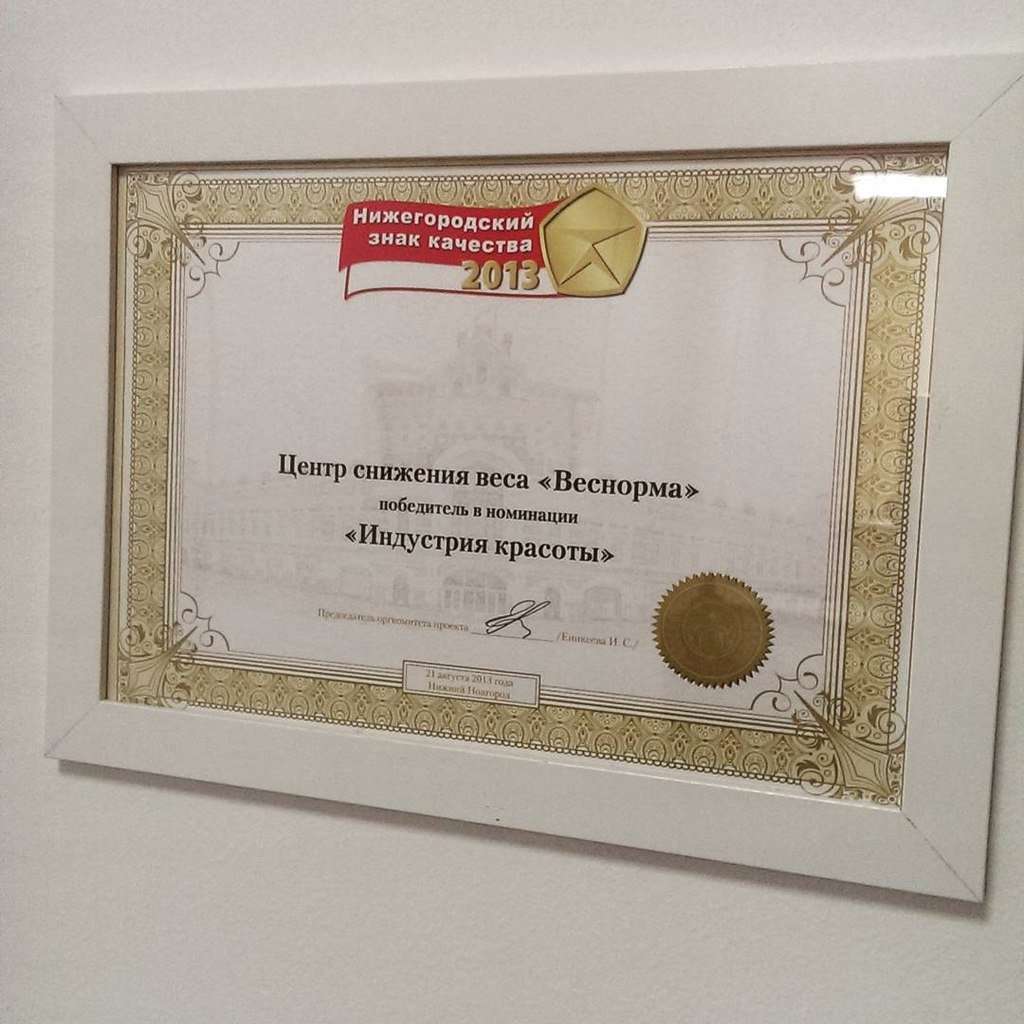 Нижегородский
знак качества
2013
Центр снижения веса «Веснорма»
победитель в номинации
«Индустрия красоты»
Председатель оргкомитета проекта /Еникеева И. С./
21 августа 2013 года
Нижний Новгород